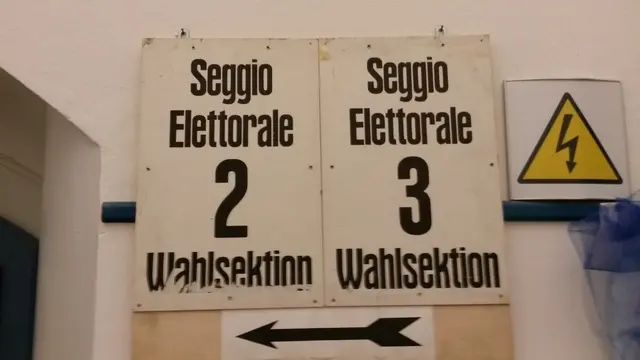 Seggio
Elettorale
2
Wahlsektion
Seggio
Elettorale
3
Wahlsektion